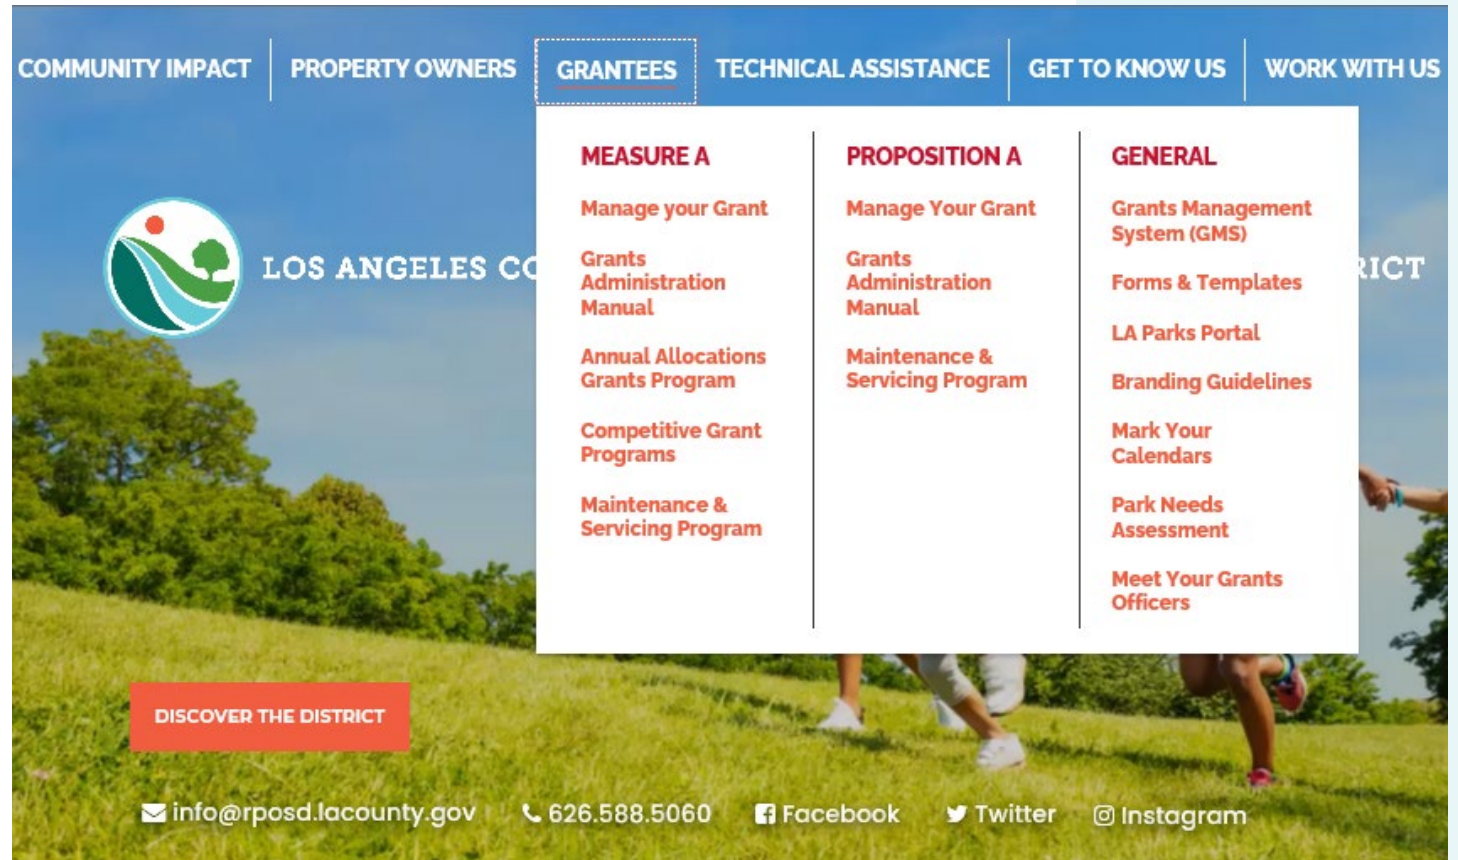 COMMUNITY IMPACT
PROPERTY OWNERS
GRANTEES
TECHNICAL ASSISTANCE
GET TO KNOW US
WORK WITH US
LOS ANGELES
MEASURE A
Manage your Grant
Grants
Administration
Manual
Annual Allocations
Grants Program
Competitive Grant
Programs
Maintenance &
Servicing Program
PROPOSITION A
Manage Your Grant
Grants
Administration
Manual
Maintenance &
Servicing Program
GENERAL
Grants Management
System (GMS)
Forms & Templates
LA Parks Portal
Branding Guidelines
Mark Your
Calendars
Park Needs
Assessment
Meet Your Grants
Officers
DISCOVER THE DISTRICT
info@rposd.lacounty.gov
626.588.5060
Facebook
Twitter
Instagram